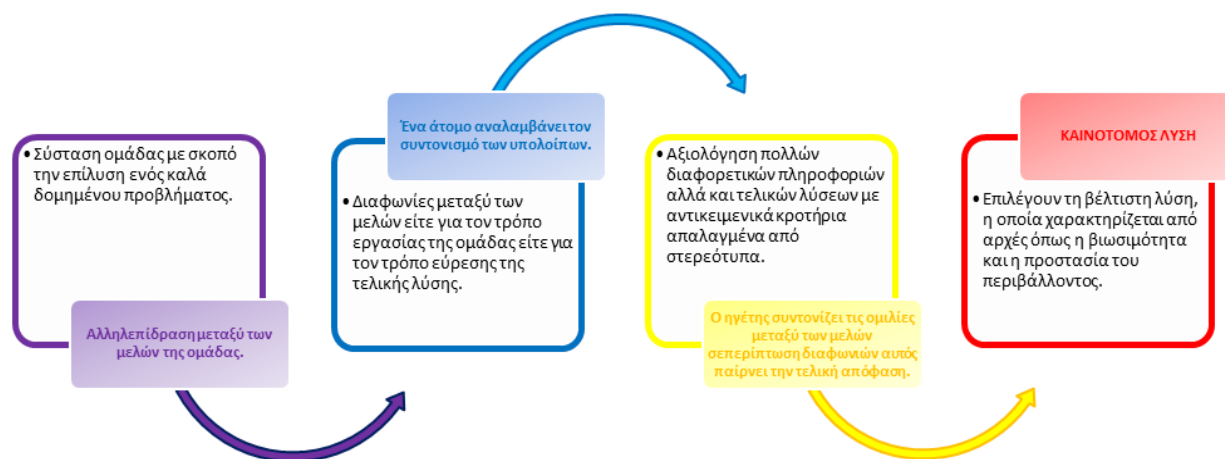 • Σύσταση ομάδας με σκοπό
την επίλυση ενός καλά
δομημένου προβλήματος.
Αλληλεπίδραση μεταξύ των
μελών της ομάδας.
Ένα άτομο αναλαμβάνει τον
συντονισμό των υπολοίπων.
• Διαφωνίες μεταξύ των
μελών είτε για τον τρόπο
εργασίας της ομάδας είτε για
τον τρόπο εύρεσης της
τελικής λύσης.
• Αξιολόγηση πολλών
διαφορετικών πληροφοριών
αλλά και τελικών λύσεων με
αντικειμενικά κροτήρια
απαλαγμένα από
στερεότυπα.
Ο ηγέτης συντονίζει τις ομιλίες
μεταξύ των μελών
σεπερίπτωση διαφωνιών αυτός
παίρνει την τελική απόφαση.
ΚΑΙΝΟΤΟΜΟΣ ΛΥΣΗ
• Επιλέγουν τη βέλτιστη λύση,
η οποία χαρακτηρίζεται από
αρχές όπως η βιωσιμότητα
και η προστασία του
περιβάλλοντος.